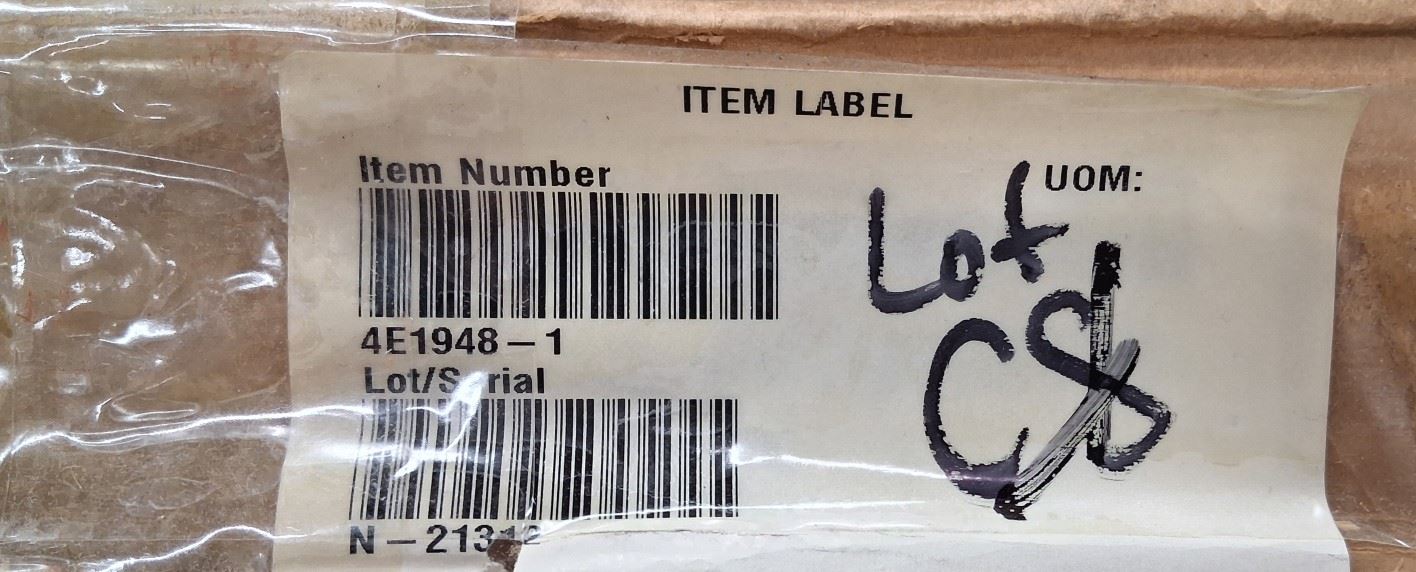 ITEM LABEL
Item Number
UOM:
Lot
4E1948-1
Lot/Serial